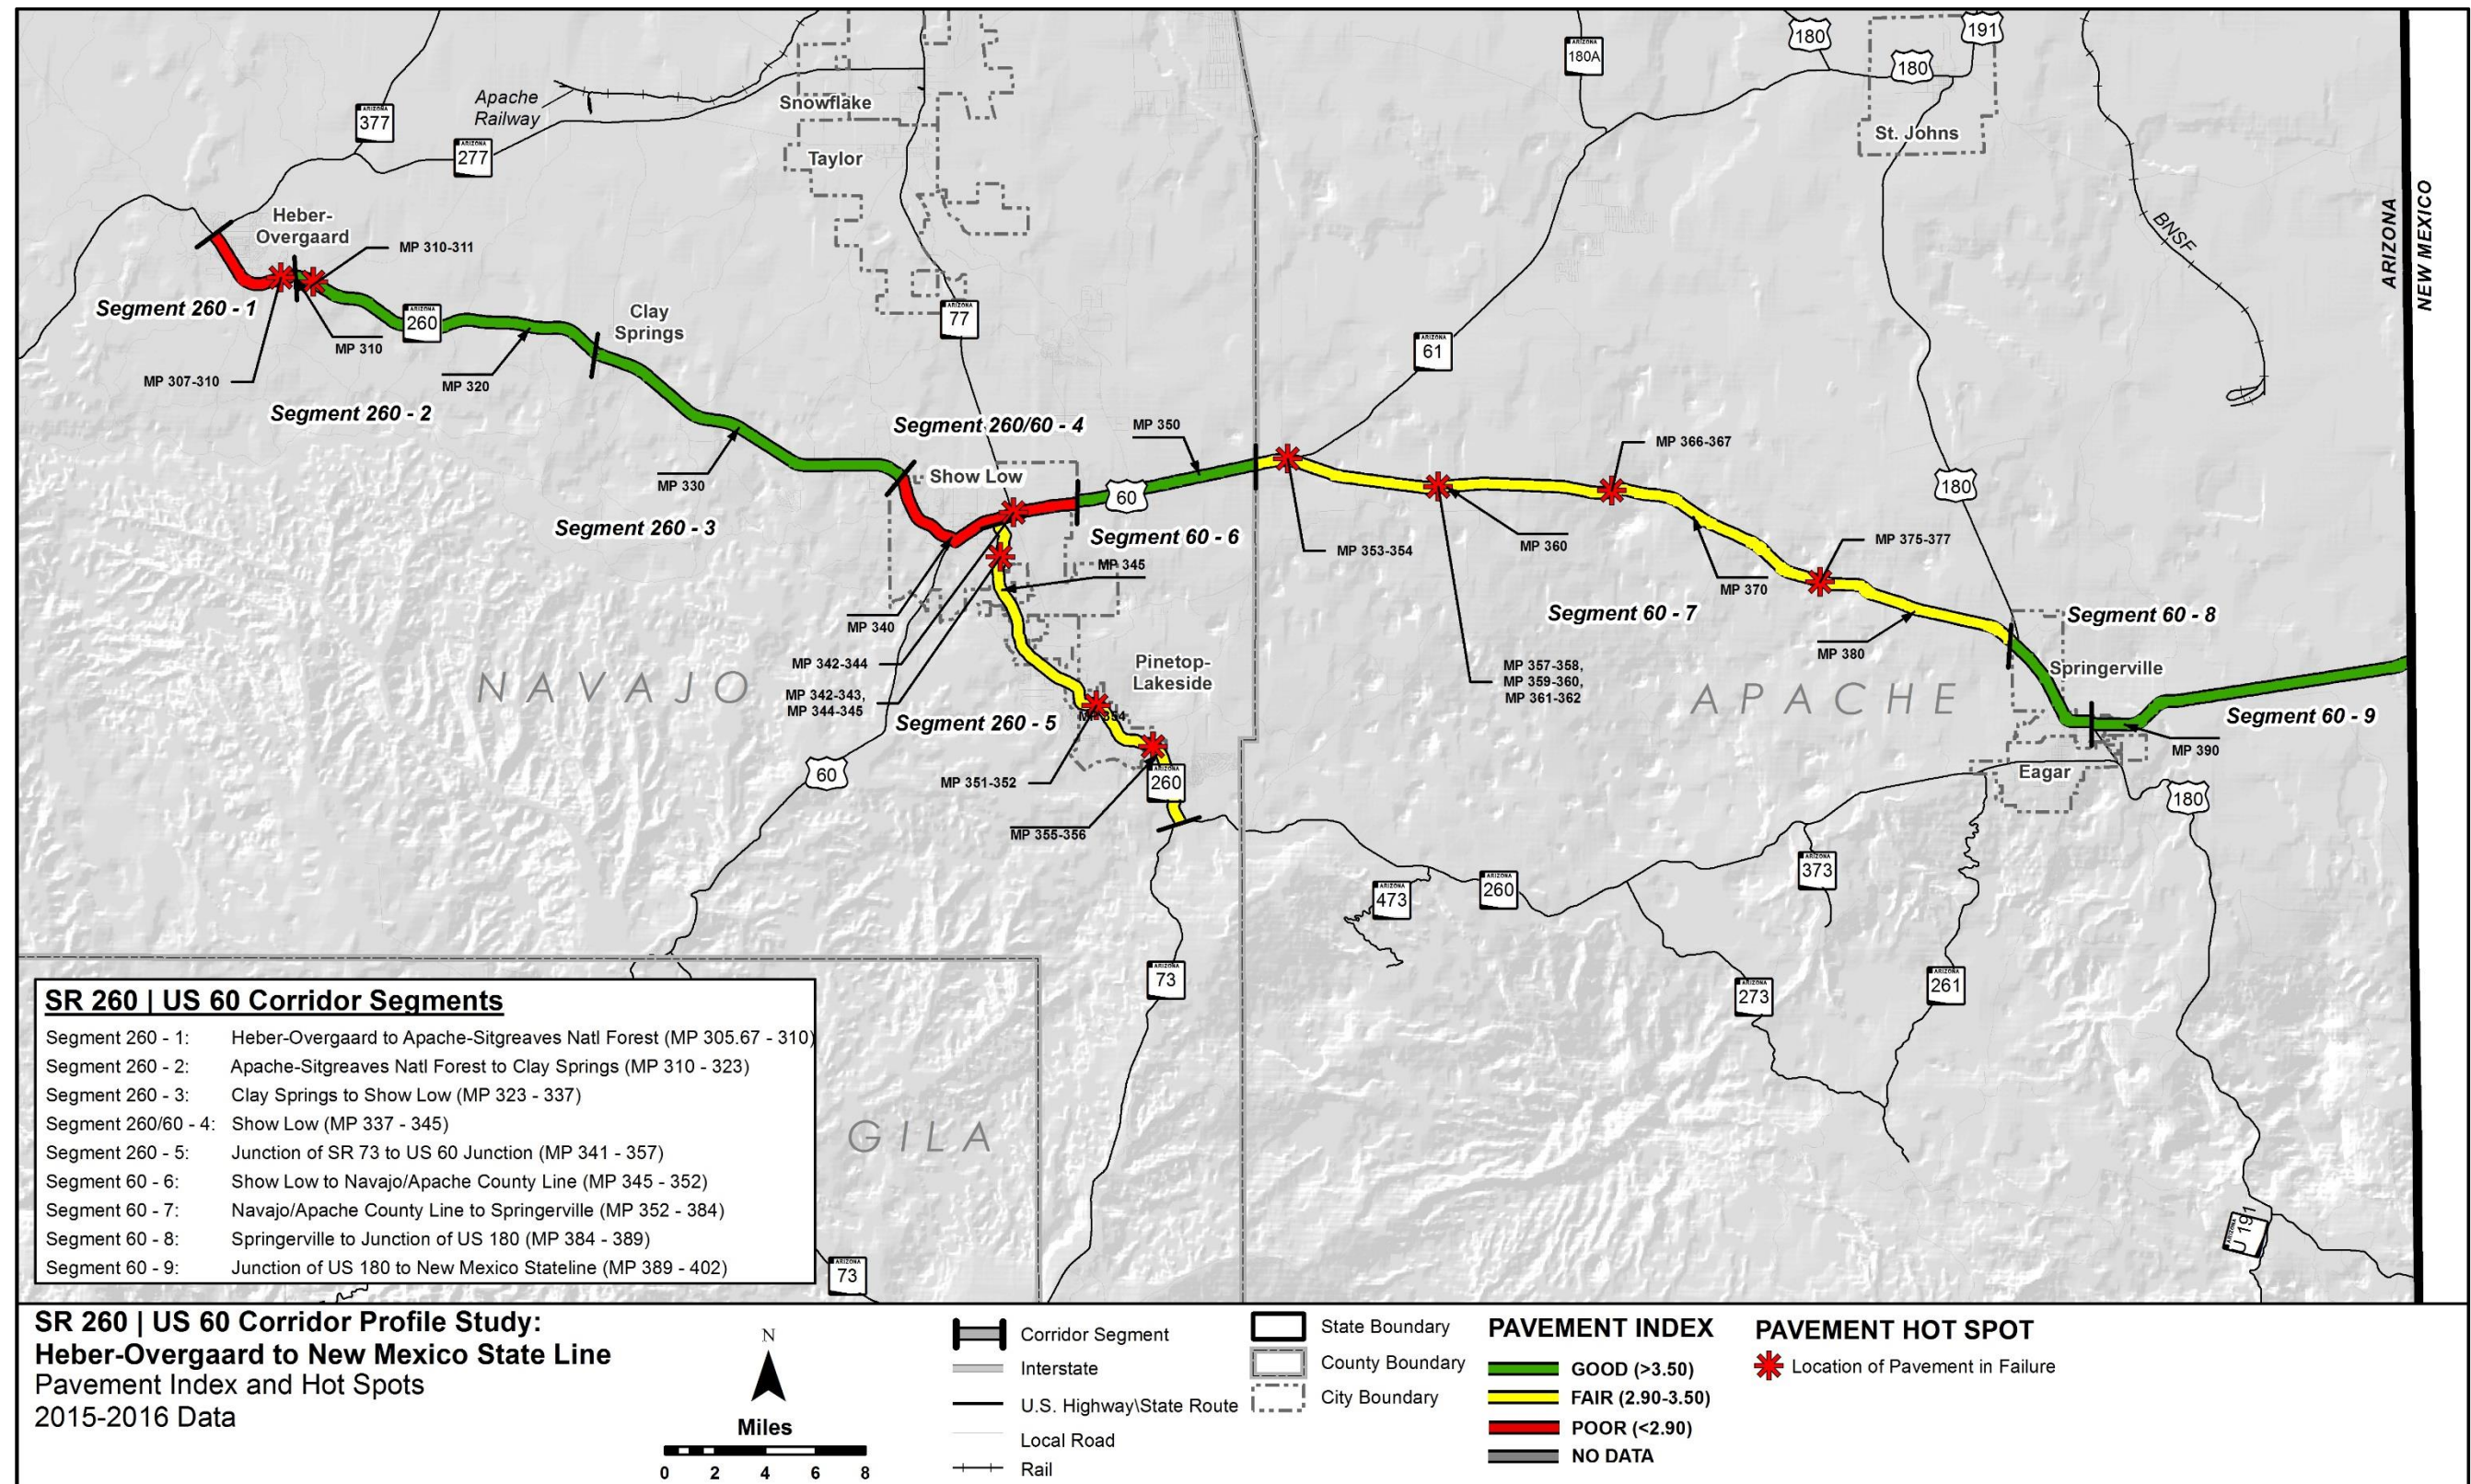 180A
180
191
180
377
277
Apache
Railway
Snowflake
Taylor
St. Johns
Heber-
Overgaard
MP 310-311
BNSF
ARIZONA
NEW MEXICO
Segment 260 - 1
260
MP 310
MP 307-310
MP 320
Clay
Springs
77
61
Segment 260 - 2
Segment 260/60 - 4
MP 350
MP 366-367
MP 330
Show Low
60
180
Segment 260 - 3
Segment 60 - 6
MP 353-354
MP 360
MP 375-377
MP 345
MP 370
Segment 60 - 7
Segment 60 - 8
MP 340
MP 380
MP 342-344
MP 342-343,
MP 344-345
Pinetop-
Lakeside
MP 357-358,
MP 359-360,
MP 361-362
Springerville
NAVAJO
APACHE
Segment 260 - 5
MP 354
Segment 60 - 9
MP 390
60
MP 351-352
260
Eagar
180
MP 355-356
473
260
373
73
273
261
GILA
U 191
73
SR 260 | US 60 Corridor Segments
Segment 260 - 1: Heber-Overgaard to Apache-Sitgreaves Natl Forest (MP 305.67 - 310)
Segment 260 - 2: Apache-Sitgreaves Natl Forest to Clay Springs (MP 310 - 323)
Segment 260 - 3: Clay Springs to Show Low (MP 323 - 337)
Segment 260/60 - 4: Show Low (MP 337 - 345)
Segment 260 - 5: Junction of SR 73 to US 60 Junction (MP 341 - 357)
Segment 60 - 6: Show Low to Navajo/Apache County Line (MP 345 - 352)
Segment 60 - 7: Navajo/Apache County Line to Springerville (MP 352 - 384)
Segment 60 - 8: Springerville to Junction of US 180 (MP 384 - 389)
Segment 60 - 9: Junction of US 180 to New Mexico Stateline (MP 389 - 402)
SR 260 | US 60 Corridor Profile Study:
Heber-Overgaard to New Mexico State Line
Pavement Index and Hot Spots
2015-2016 Data
N
Miles
0 2 4 6 8
Corridor Segment
Interstate
U.S. Highway\State Route
Local Road
Rail
State Boundary
County Boundary
City Boundary
PAVEMENT INDEX
GOOD (>3.50)
FAIR (2.90-3.50)
POOR (<2.90)
NO DATA
PAVEMENT HOT SPOT
Location of Pavement in Failure